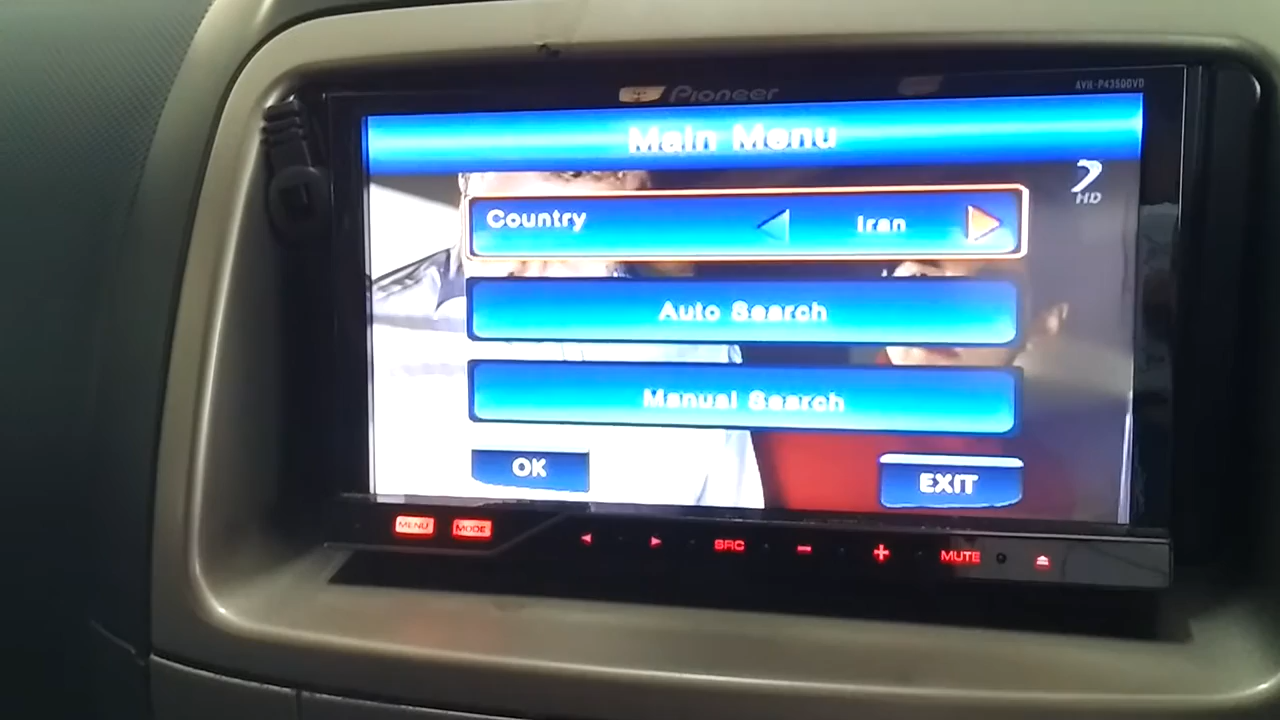 Pioneer
AVH-P4350DVD
Main Menu
HD
Country
Iran
Auto Search
Manual Search
OK
EXIT
MENU
MODE
SRC
MUTE